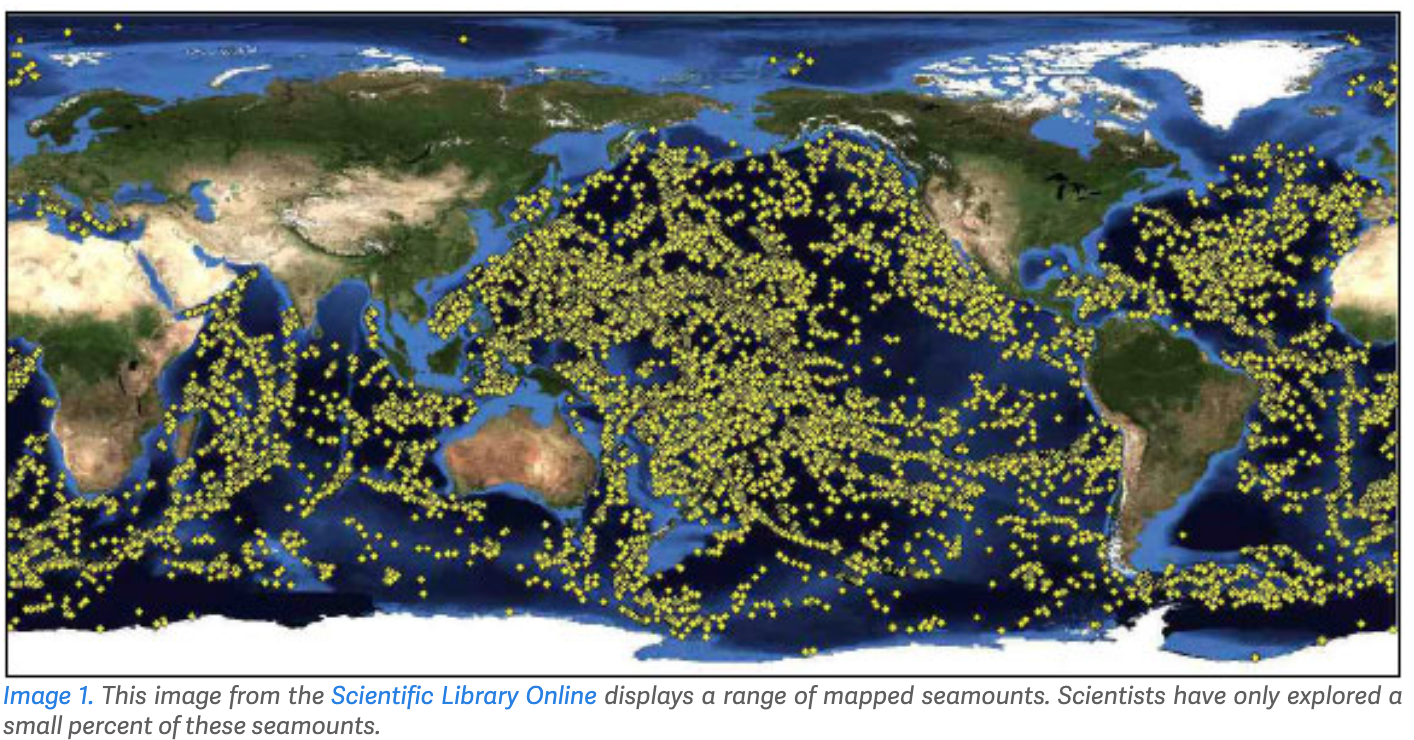 Image 1. This image from the Scientific Library Online displays a range of mapped seamounts. Scientists have only explored a
small percent of these seamounts.